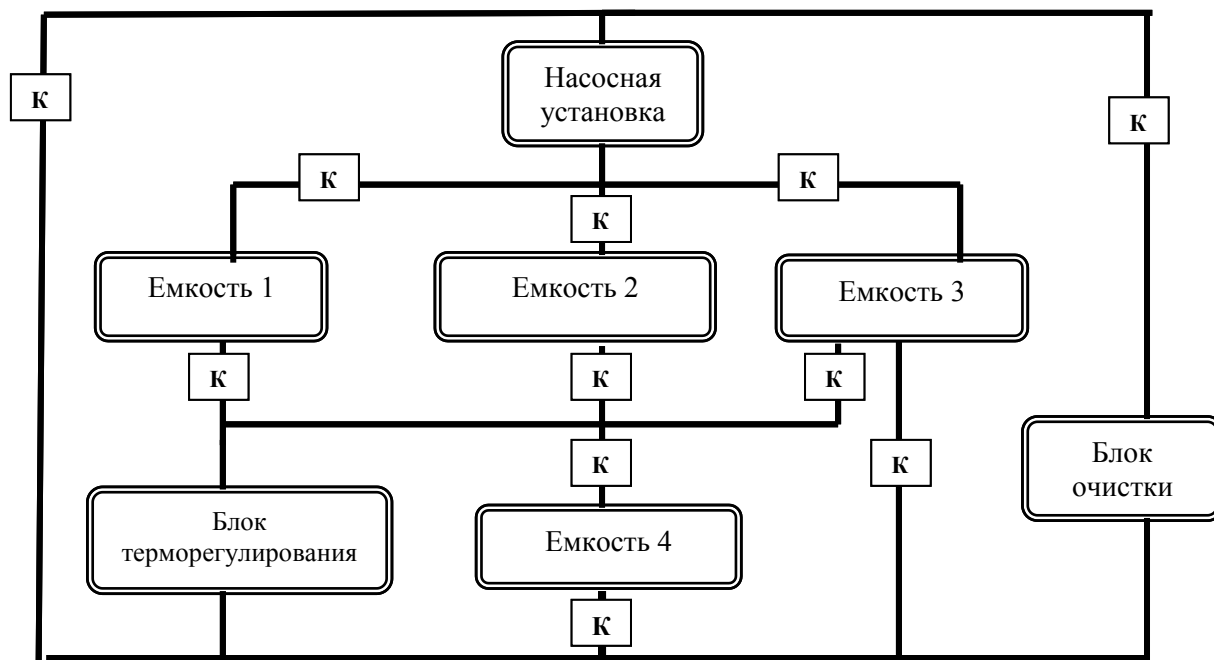 Насосная
установка
К
К
К
К
К
Емкость 1
Емкость 2
Емкость 3
К
К
К
К
К
Блок
очистки
Блок
терморегулирования
Емкость 4
К